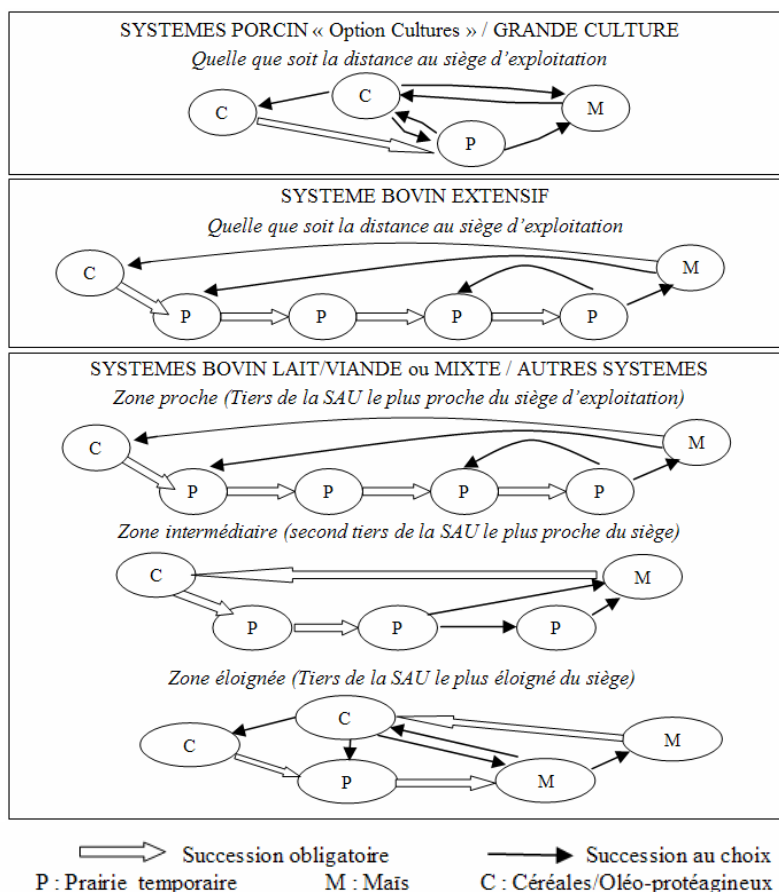 SYSTEMES PORCIN « Option Cultures » / GRANDE CULTURE
Quelle que soit la distance au siège d'exploitation
C
C
M
P
SYSTEME BOVIN EXTENSIF
Quelle que soit la distance au siège d'exploitation
C
M
P
P
P
P
SYSTEMES BOVIN LAIT/VIANDE ou MIXTE / AUTRES SYSTEMES
Zone proche (Tiers de la SAU le plus proche du siège d'exploitation)
C
M
P
P
P
P
Zone intermédiaire (second tiers de la SAU le plus proche du siège)
C
M
P
P
P
Zone éloignée (Tiers de la SAU le plus éloigné du siège)
C
C
M
P
M
Succession obligatoire Succession au choix
P : Prairie temporaire M : Maïs C : Céréales/Oléo-protéagineux